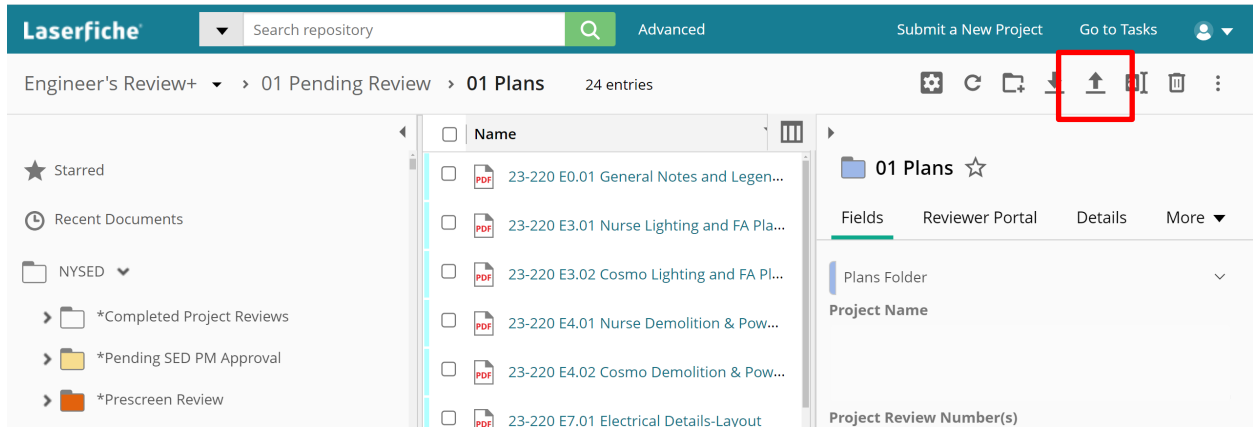 Laserfiche
Search repository
Advanced
Submit a New Project
Go to Tasks
Engineer's Review+ › 01 Pending Review › 01 Plans 24 entries
Starred
Recent Documents
NYSED
*Completed Project Reviews
*Pending SED PM Approval
*Prescreen Review
Name
PDF 23-220 E0.01 General Notes and Legen...
PDF 23-220 E3.01 Nurse Lighting and FA Pla...
PDF 23-220 E3.02 Cosmo Lighting and FA Pl...
PDF 23-220 E4.01 Nurse Demolition & Pow...
PDF 23-220 E4.02 Cosmo Demolition & Pow...
PDF 23-220 E7.01 Electrical Details-Layout
01 Plans
Fields Reviewer Portal Details More
Plans Folder
Project Name
Project Review Number(s)